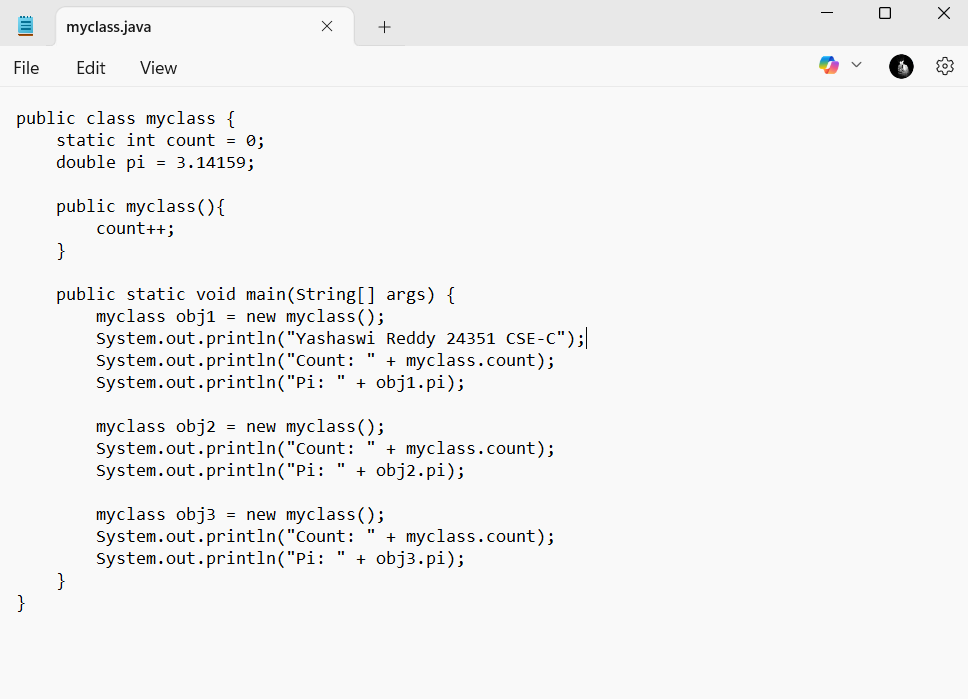 myclass.java
File Edit View
public class myclass {
    static int count = 0;
    double pi = 3.14159;

    public myclass(){
        count++;
    }

    public static void main(String[] args) {
        myclass obj1 = new myclass();
        System.out.println("Yashaswi Reddy 24351 CSE-C");
        System.out.println("Count: " + myclass.count);
        System.out.println("Pi: " + obj1.pi);

        myclass obj2 = new myclass();
        System.out.println("Count: " + myclass.count);
        System.out.println("Pi: " + obj2.pi);

        myclass obj3 = new myclass();
        System.out.println("Count: " + myclass.count);
        System.out.println("Pi: " + obj3.pi);
    }
}